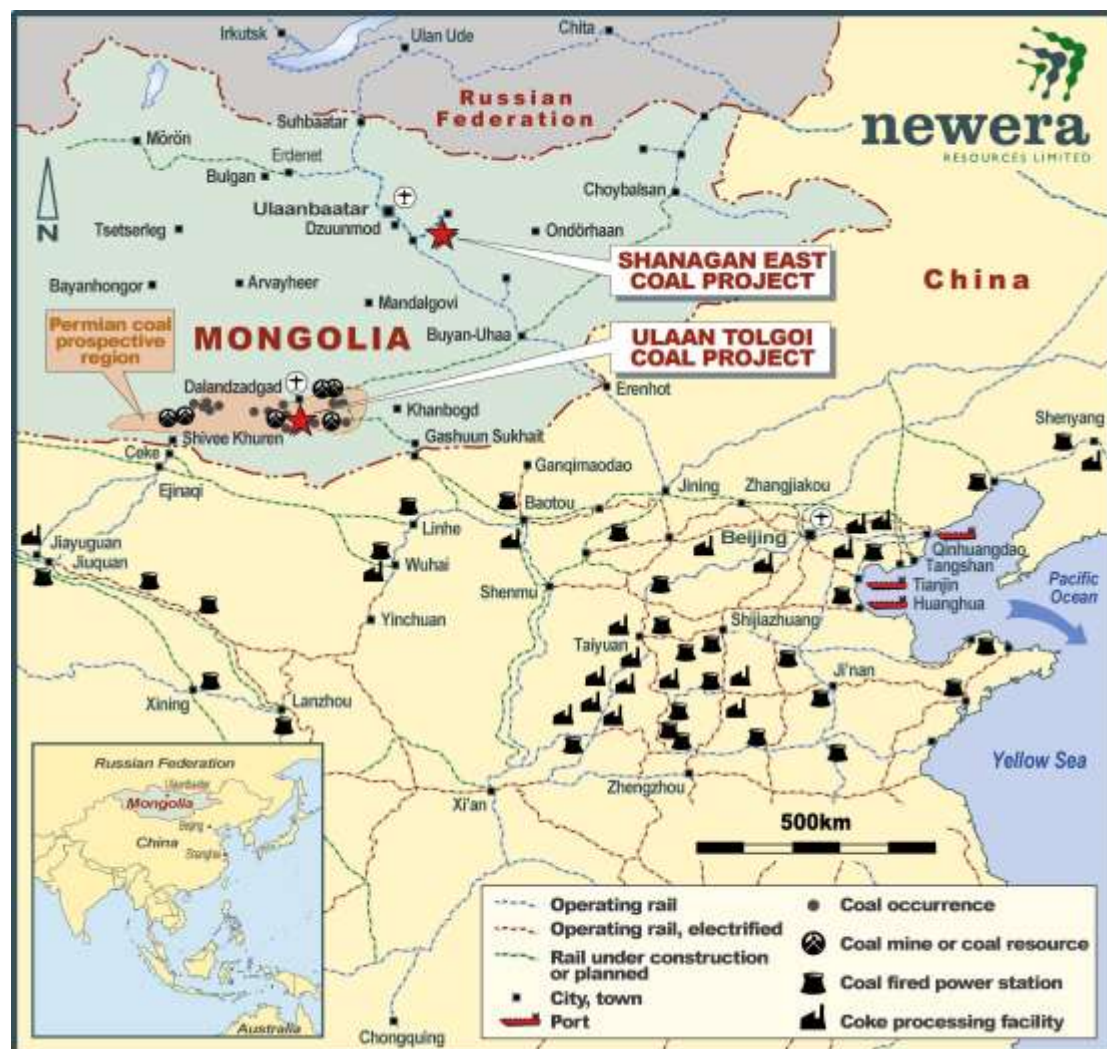 Irkutsk
Ulan Ude
Chita
Russian
Federation
newera
RESOURCES LIMITED
Suhbaatar
Mörön
Erdenet
Bulgan
Choybalsan
N
Ulaanbaatar
Dzuunmod
Tsetserleg
Ondörhaan
SHANAGAN EAST
COAL PROJECT
China
Bayanhongor
Arvayheer
Mandalgovi
Permian coal
prospective
region
MONGOLIA
Buyan-Uhaa
ULAAN TOLGOI
COAL PROJECT
Dalandzadgad
Erenhot
Khanbogd
Shivee Khuren
Gashuun Sukhait
Shenyang
Ceke
Ejinaqi
Ganqimaodao
Jining
Zhangjiakou
Baotou
Linhe
Beijing
Jiayuguan
Jiuquan
Wuhai
Qinhuangdao
Tangshan
Tianjin
Huanghua
Pacific
Ocean
Shenmu
Yinchuan
Shijiazhuang
Taiyuan
Ji'nan
Xining
Lanzhou
Yellow Sea
Zhengzhou
Xi'an
500km
Chongquing
Russian Federation
Ulaanbaatar
Mongolia
Beijing
China
Shanghai
Australia
Operating rail
Operating rail, electrified
Rail under construction
or planned
City, town
Port
Coal occurrence
Coal mine or coal resource
Coal fired power station
Coke processing facility